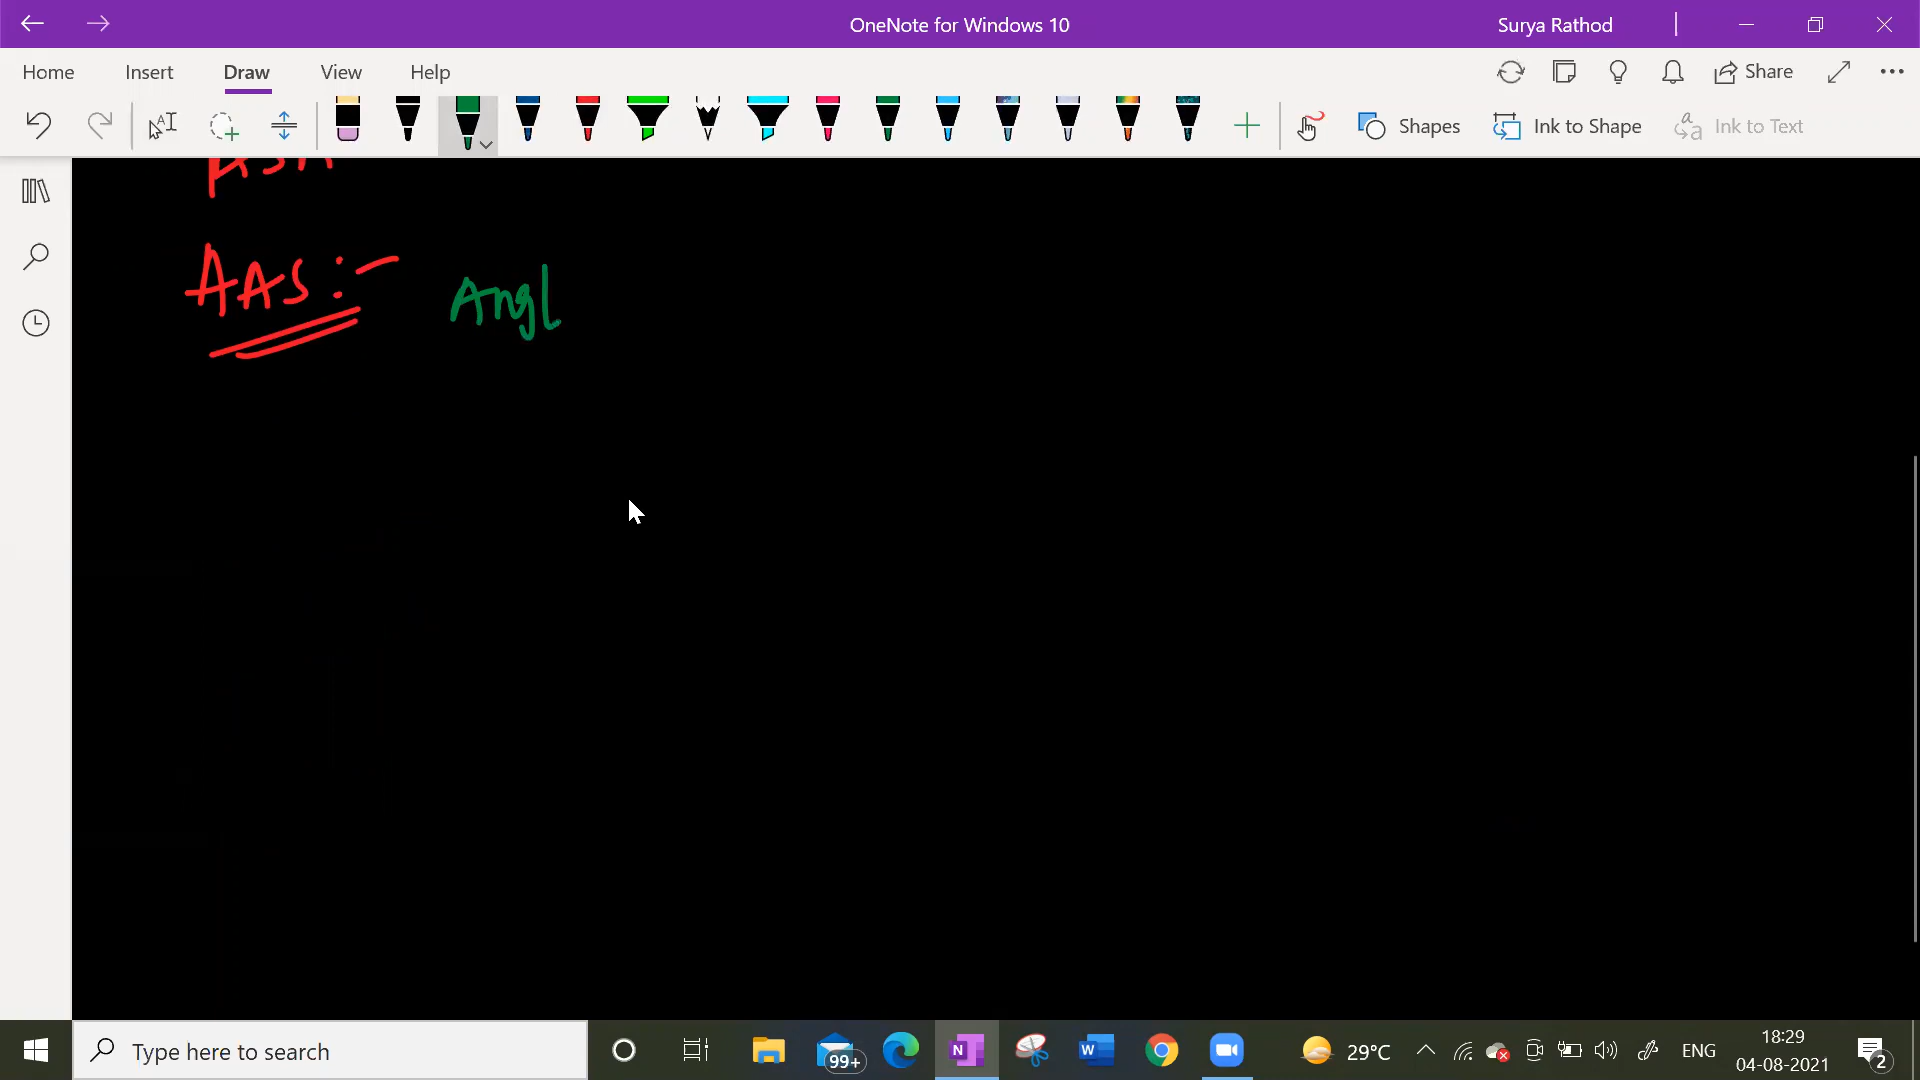 OneNote for Windows 10
Surya Rathod
Home Insert Draw View Help
Share
Shapes
Ink to Shape
Ink to Text
ASA
AAS :-
Angl
Type here to search
99+
29°C
ENG
18:29
04-08-2021
2